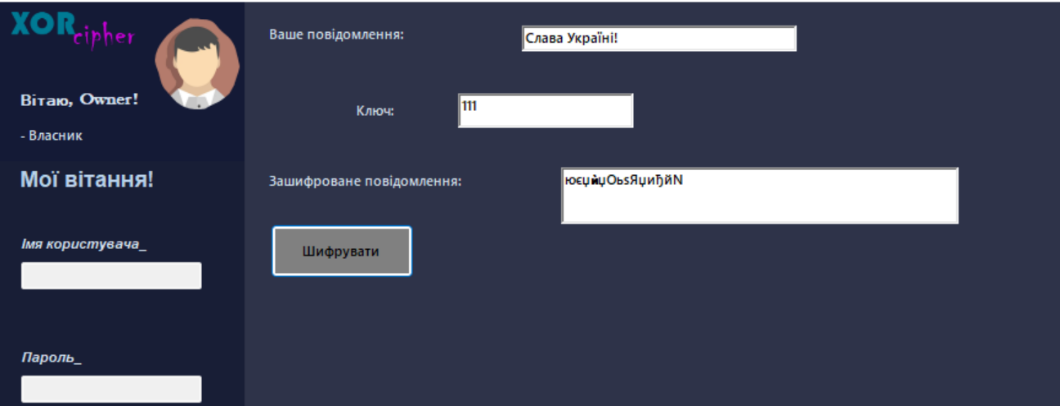 XOR cipher
Вітаю, Owner!
- Власник
Мої вітання!
Імя користувача_
Пароль_
Ваше повідомлення:
Слава Україні!
Ключ:
111
Зашифроване повідомлення:
юєџѝџOьѕЯџиђйN
Шифрувати